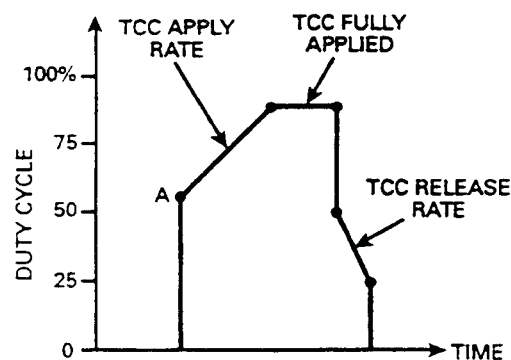 TCC APPLY
RATE
TCC FULLY
APPLIED
100%
75
DUTY CYCLE
A
50
TCC RELEASE
RATE
25
0
TIME